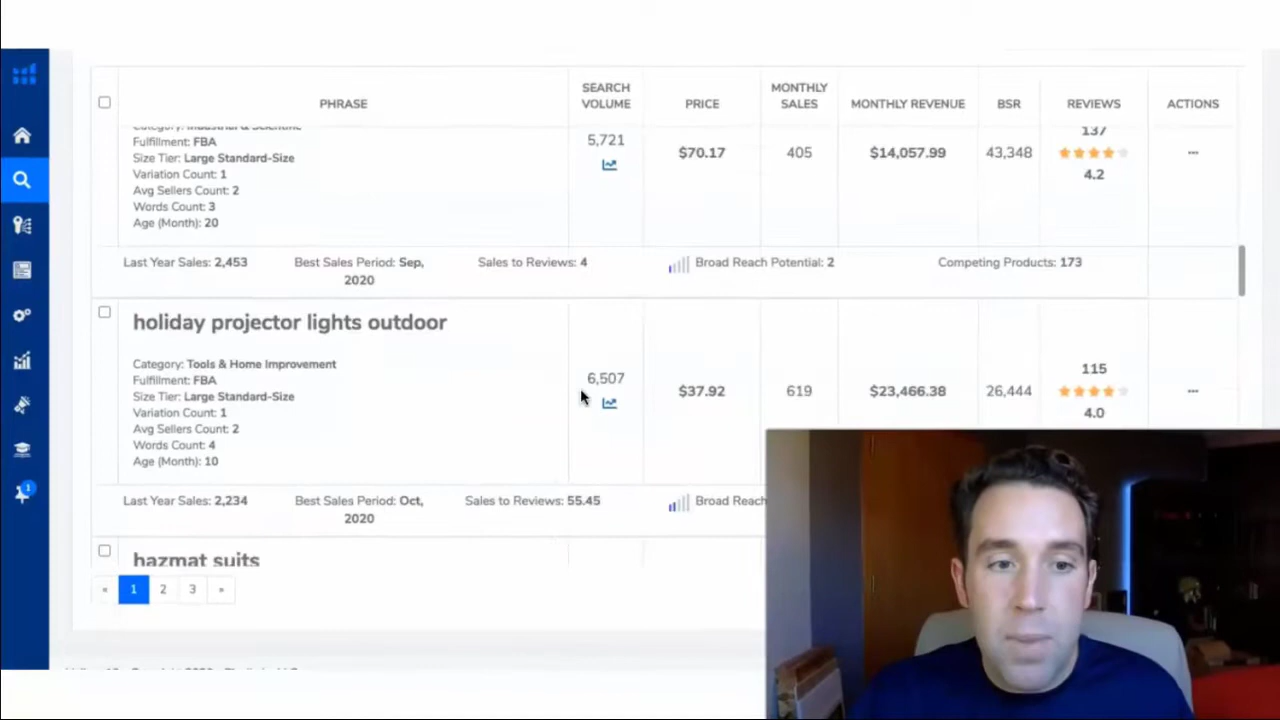 PHRASE
SEARCH VOLUME
PRICE
MONTHLY SALES
MONTHLY REVENUE
BSR
REVIEWS
ACTIONS
Category: Industrial & Scientific
Fulfillment: FBA
Size Tier: Large Standard-Size
Variation Count: 1
Avg Sellers Count: 2
Words Count: 3
Age (Month): 20
5,721
$70.17
405
$14,057.99
43,348
137
4.2
...
Last Year Sales: 2,453
Best Sales Period: Sep, 2020
Sales to Reviews: 4
Broad Reach Potential: 2
Competing Products: 173
holiday projector lights outdoor
Category: Tools & Home Improvement
Fulfillment: FBA
Size Tier: Large Standard-Size
Variation Count: 1
Avg Sellers Count: 2
Words Count: 4
Age (Month): 10
6,507
$37.92
619
$23,466.38
26,444
115
4.0
...
Last Year Sales: 2,234
Best Sales Period: Oct, 2020
Sales to Reviews: 55.45
Broad Reach
hazmat suits
« 1 2 3 »
1